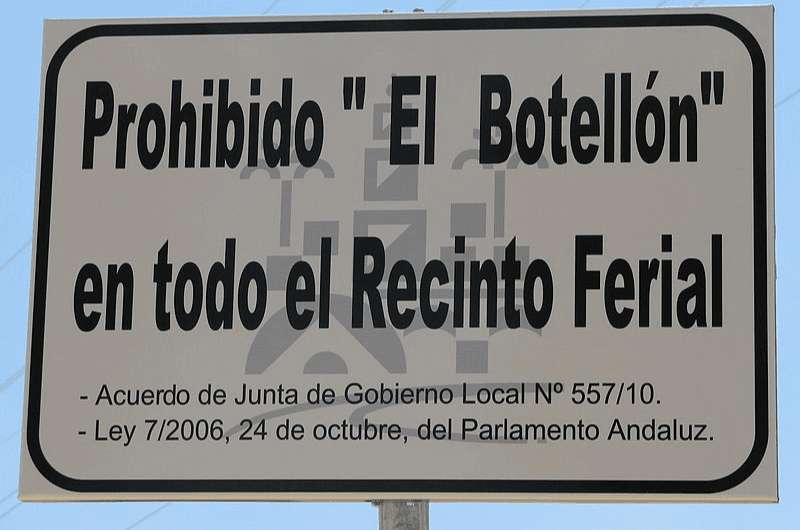 Prohibido " El Botellón"
en todo el Recinto Ferial
- Acuerdo de Junta de Gobierno Local Nº 557/10.
- Ley 7/2006, 24 de octubre, del Parlamento Andaluz.